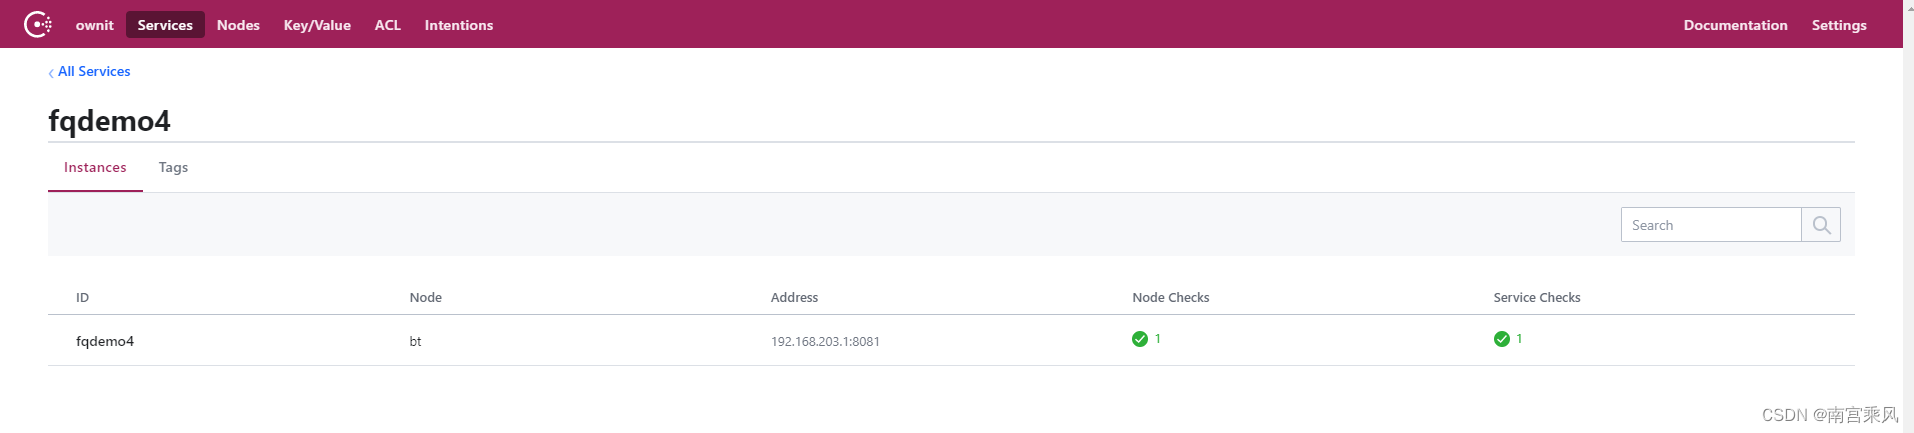 ownit Services Nodes Key/Value ACL Intentions Documentation Settings
‹ All Services
fqdemo4
Instances Tags
Search
ID Node Address Node Checks Service Checks
fqdemo4 bt 192.168.203.1:8081 1 1
CSDN @南宫乘风